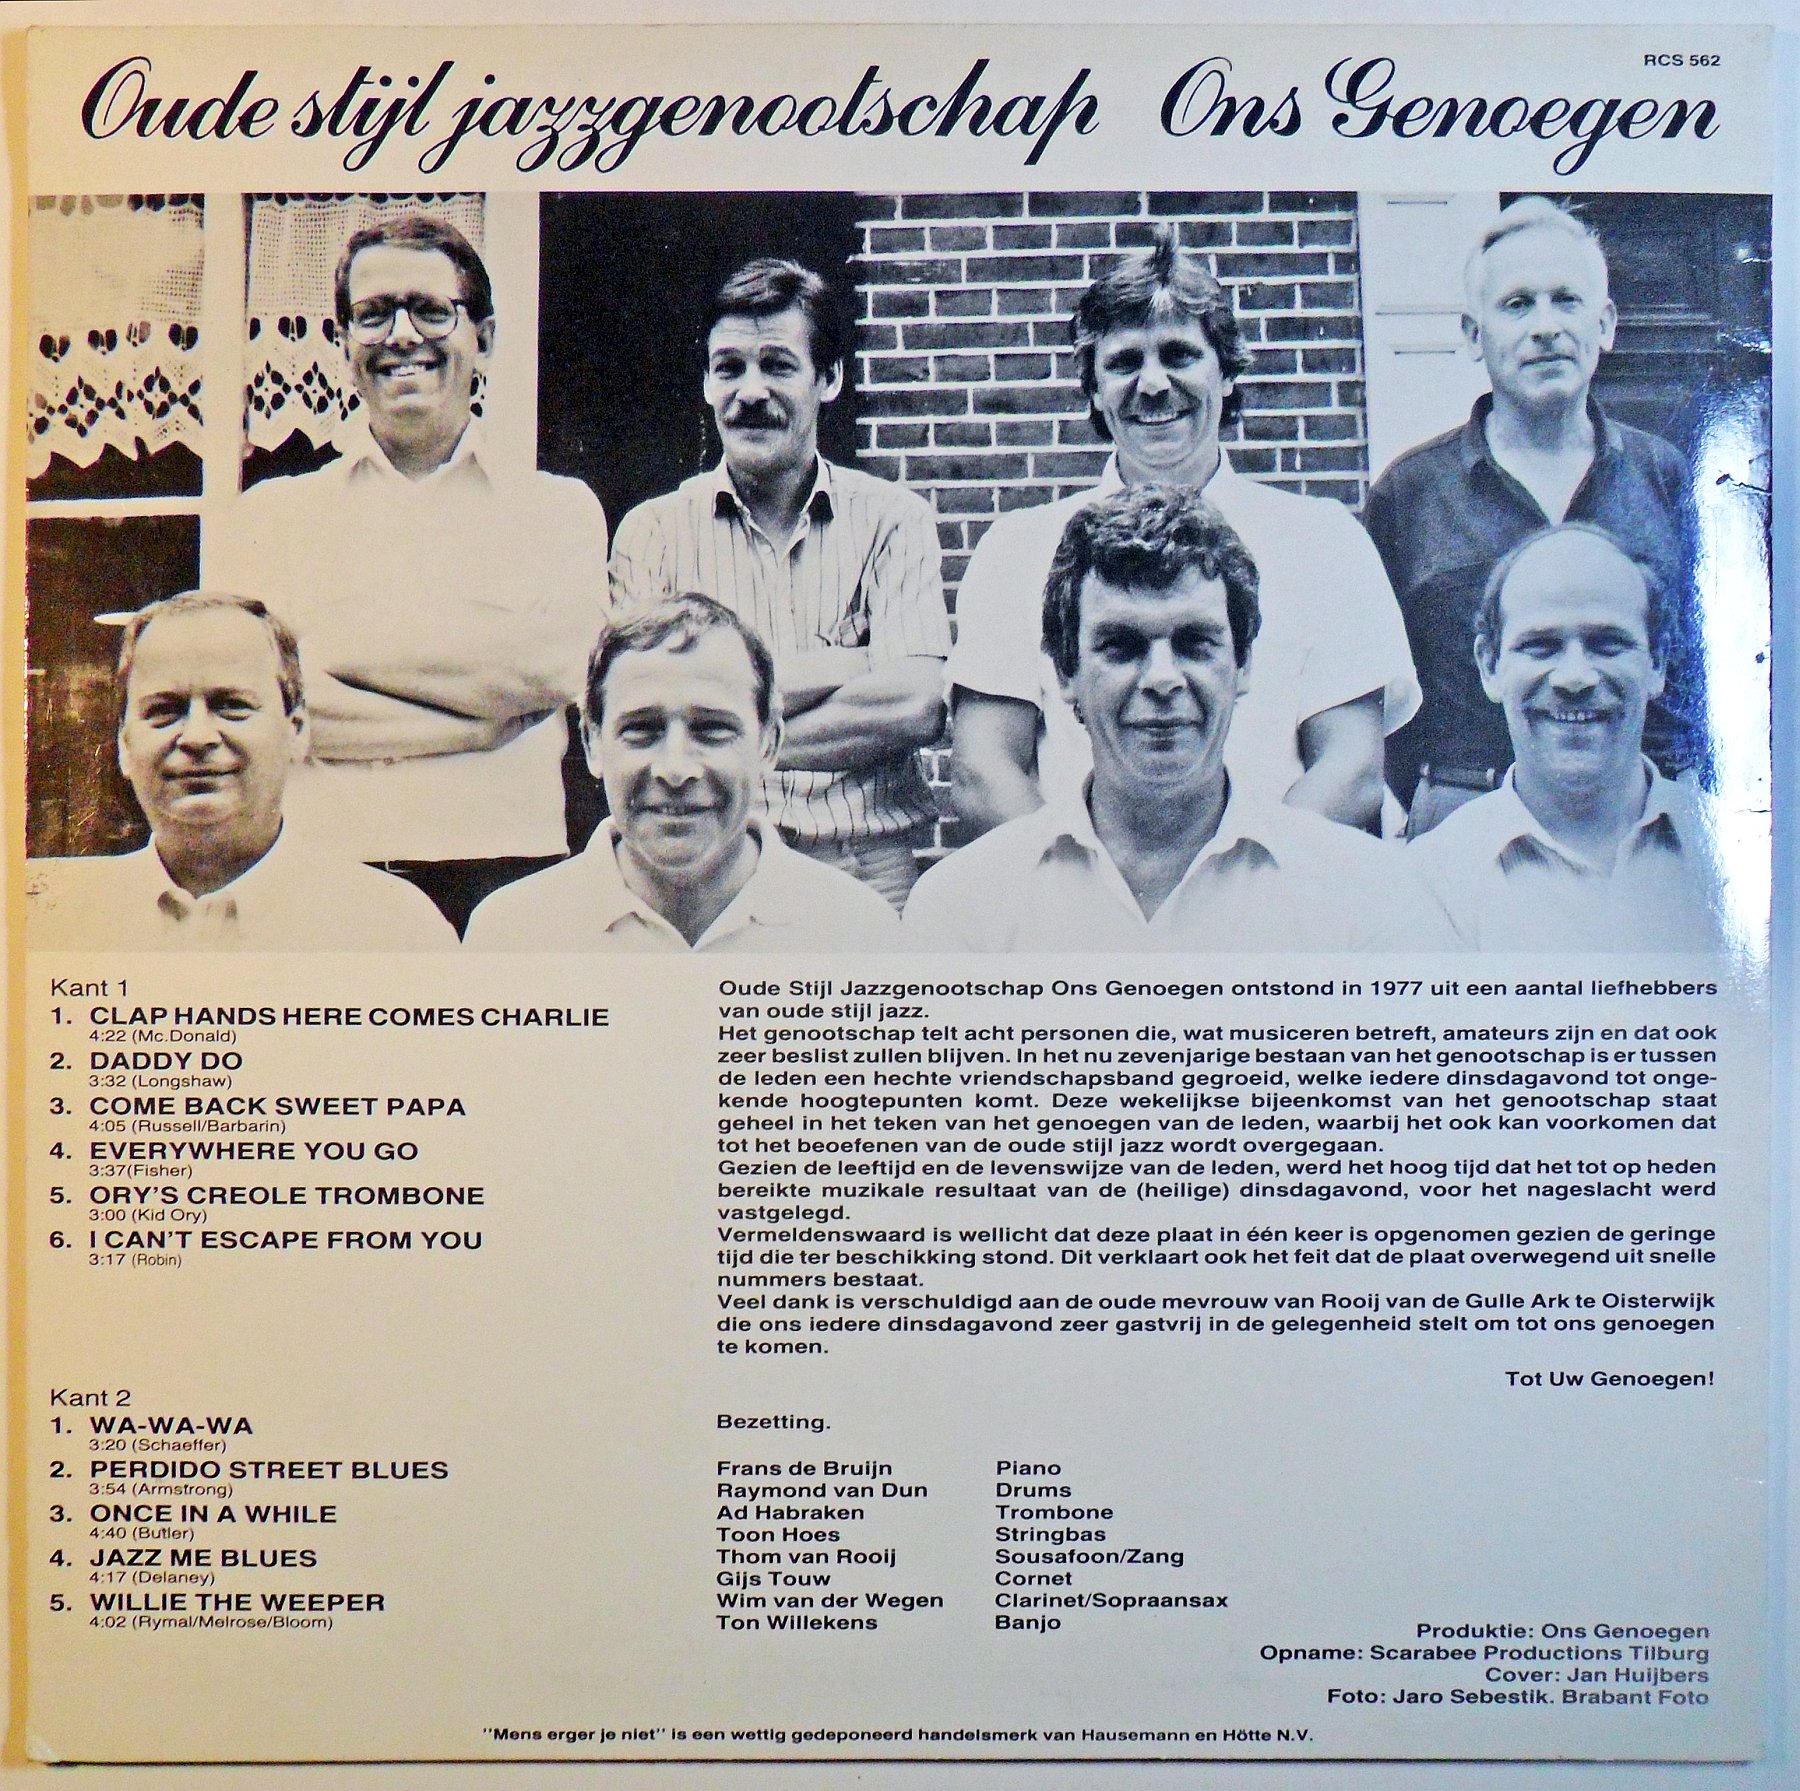 RCS 562
Oude stijl jazzgenootschap Ons Genoegen
Kant 1
1. CLAP HANDS HERE COMES CHARLIE
4:22 (Mc.Donald)
2. DADDY DO
3:32 (Longshaw)
3. COME BACK SWEET PAPA
4:05 (Russell/Barbarin)
4. EVERYWHERE YOU GO
3:37(Fisher)
5. ORY'S CREOLE TROMBONE
3:00 (Kid Ory)
6. I CAN'T ESCAPE FROM YOU
3:17 (Robin)
Kant 2
1. WA-WA-WA
3:20 (Schaeffer)
2. PERDIDO STREET BLUES
3:54 (Armstrong)
3. ONCE IN A WHILE
4:40 (Butler)
4. JAZZ ME BLUES
4:17 (Delaney)
5. WILLIE THE WEEPER
4:02 (Rymal/Melrose/Bloom)
Oude Stijl Jazzgenootschap Ons Genoegen ontstond in 1977 uit een aantal liefhebbers
van oude stijl jazz.
Het genootschap telt acht personen die, wat musiceren betreft, amateurs zijn en dat ook
zeer beslist zullen blijven. In het nu zevenjarige bestaan van het genootschap is er tussen
de leden een hechte vriendschapsband gegroeid, welke iedere dinsdagavond tot onge-
kende hoogtepunten komt. Deze wekelijkse bijeenkomst van het genootschap staat
geheel in het teken van het genoegen van de leden, waarbij het ook kan voorkomen dat
tot het beoefenen van de oude stijl jazz wordt overgegaan.
Gezien de leeftijd en de levenswijze van de leden, werd het hoog tijd dat het tot op heden
bereikte muzikale resultaat van de (heilige) dinsdagavond, voor het nageslacht werd
vastgelegd.
Vermeldenswaard is wellicht dat deze plaat in één keer is opgenomen gezien de geringe
tijd die ter beschikking stond. Dit verklaart ook het feit dat de plaat overwegend uit snelle
nummers bestaat.
Veel dank is verschuldigd aan de oude mevrouw van Rooij van de Gulle Ark te Oisterwijk
die ons iedere dinsdagavond zeer gastvrij in de gelegenheid stelt om tot ons genoegen
te komen.
Tot Uw Genoegen!
Bezetting.
Frans de Bruijn Piano
Raymond van Dun Drums
Ad Habraken Trombone
Toon Hoes Stringbas
Thom van Rooij Sousafoon/Zang
Gijs Touw Cornet
Wim van der Wegen Clarinet/Sopraansax
Ton Willekens Banjo
Produktie: Ons Genoegen
Opname: Scarabee Productions Tilburg
Cover: Jan Huijbers
Foto: Jaro Sebestik. Brabant Foto
"Mens erger je niet" is een wettig gedeponeerd handelsmerk van Hausemann en Hötte N.V.